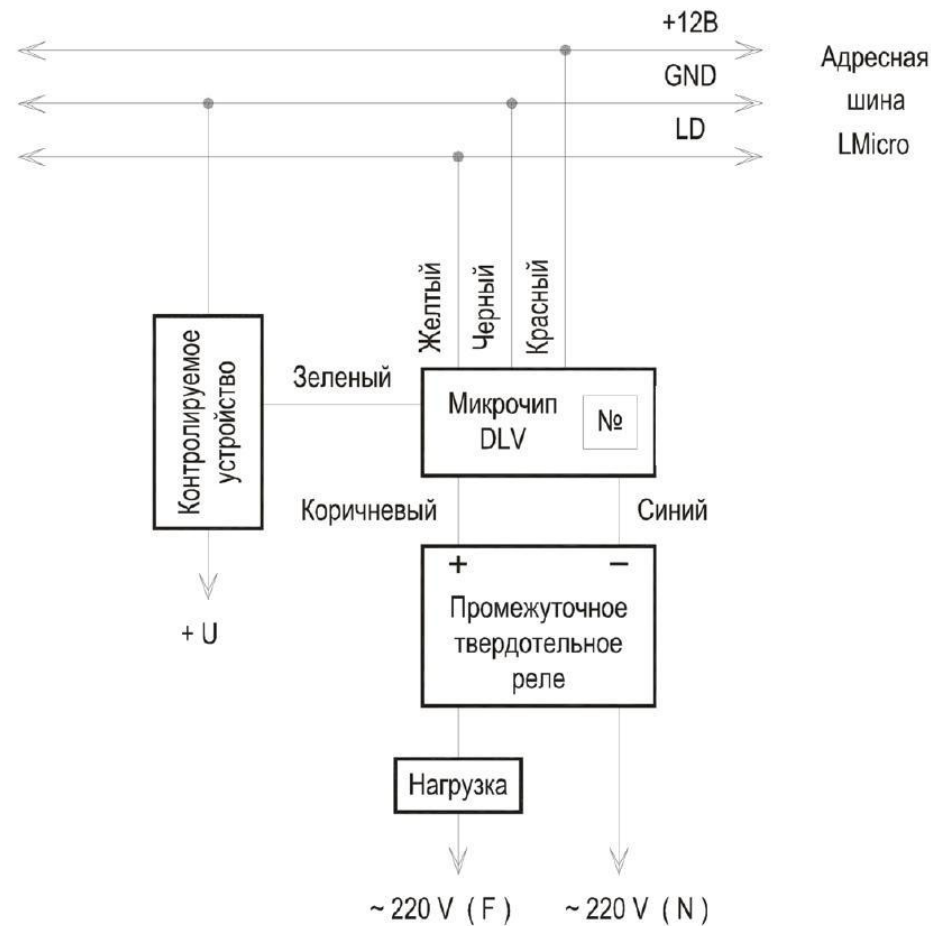 +12В
GND
LD
Адресная
шина
LMicro
Желтый
Черный
Красный
Контролируемое
устройство
Зеленый
Микрочип
DLV
№
Коричневый
Синий
+
−
Промежуточное
твердотельное
реле
+ U
Нагрузка
~ 220 V ( F )
~ 220 V ( N )